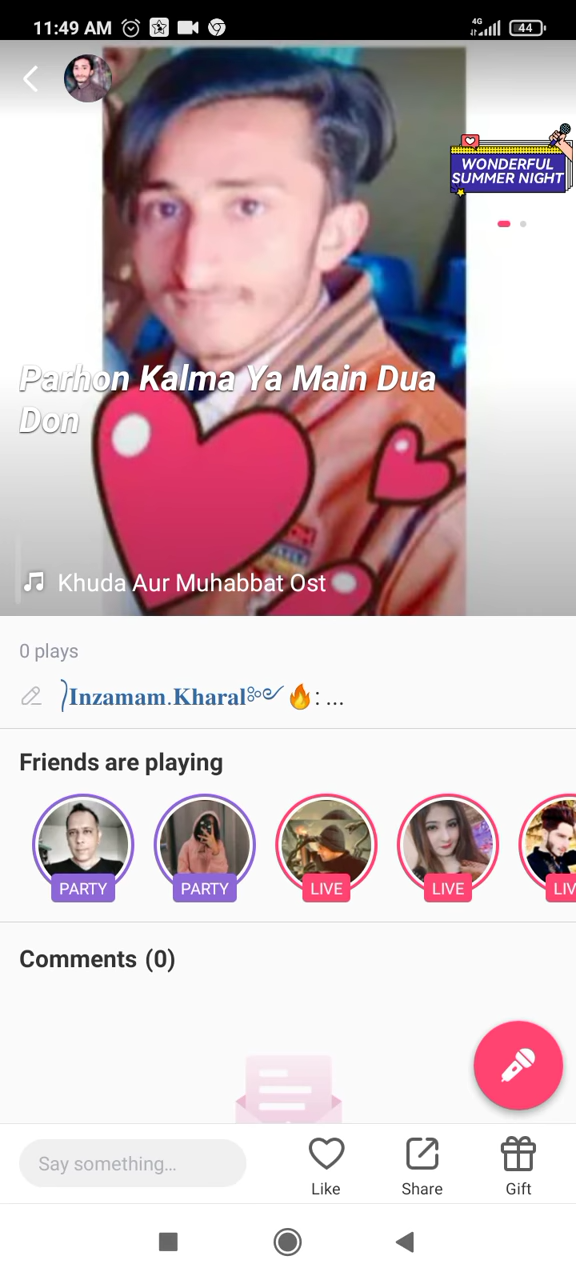 11:49 AM
4G
44
WONDERFUL
SUMMER NIGHT
Parhon Kalma Ya Main Dua
Don
Khuda Aur Muhabbat Ost
0 plays
᭄Inzamam.Kharal༻🔥: ...
Friends are playing
PARTY
PARTY
LIVE
LIVE
LIV
Comments (0)
Say something...
Like
Share
Gift